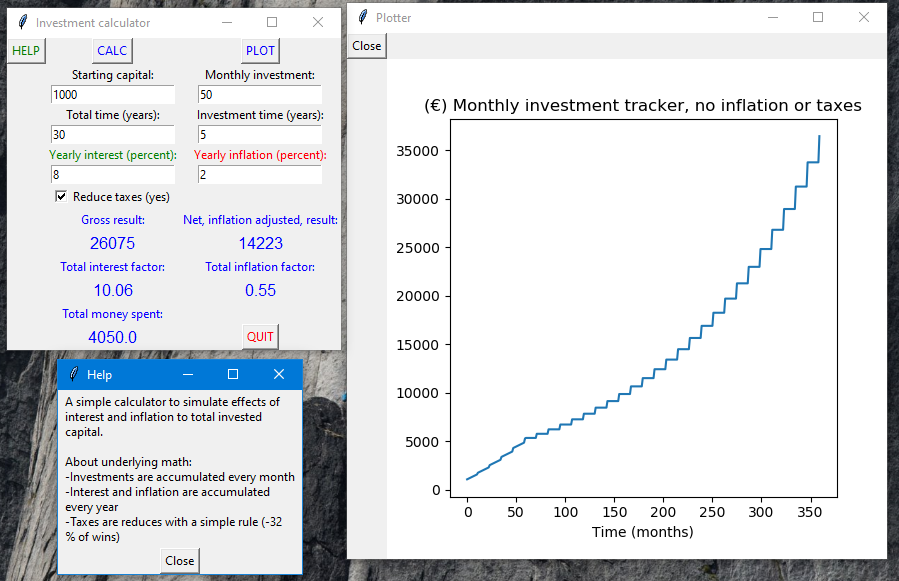 Investment calculator
HELP CALC PLOT
Starting capital: Monthly investment:
1000 50
Total time (years): Investment time (years):
30 5
Yearly interest (percent): Yearly inflation (percent):
8 2
Reduce taxes (yes)
Gross result: Net, inflation adjusted, result:
26075 14223
Total interest factor: Total inflation factor:
10.06 0.55
Total money spent:
4050.0 QUIT
Help
A simple calculator to simulate effects of
interest and inflation to total invested
capital.
About underlying math:
-Investments are accumulated every month
-Interest and inflation are accumulated
every year
-Taxes are reduces with a simple rule (-32
% of wins)
Close
Plotter
Close
(€) Monthly investment tracker, no inflation or taxes
35000
30000
25000
20000
15000
10000
5000
0
0 50 100 150 200 250 300 350
Time (months)